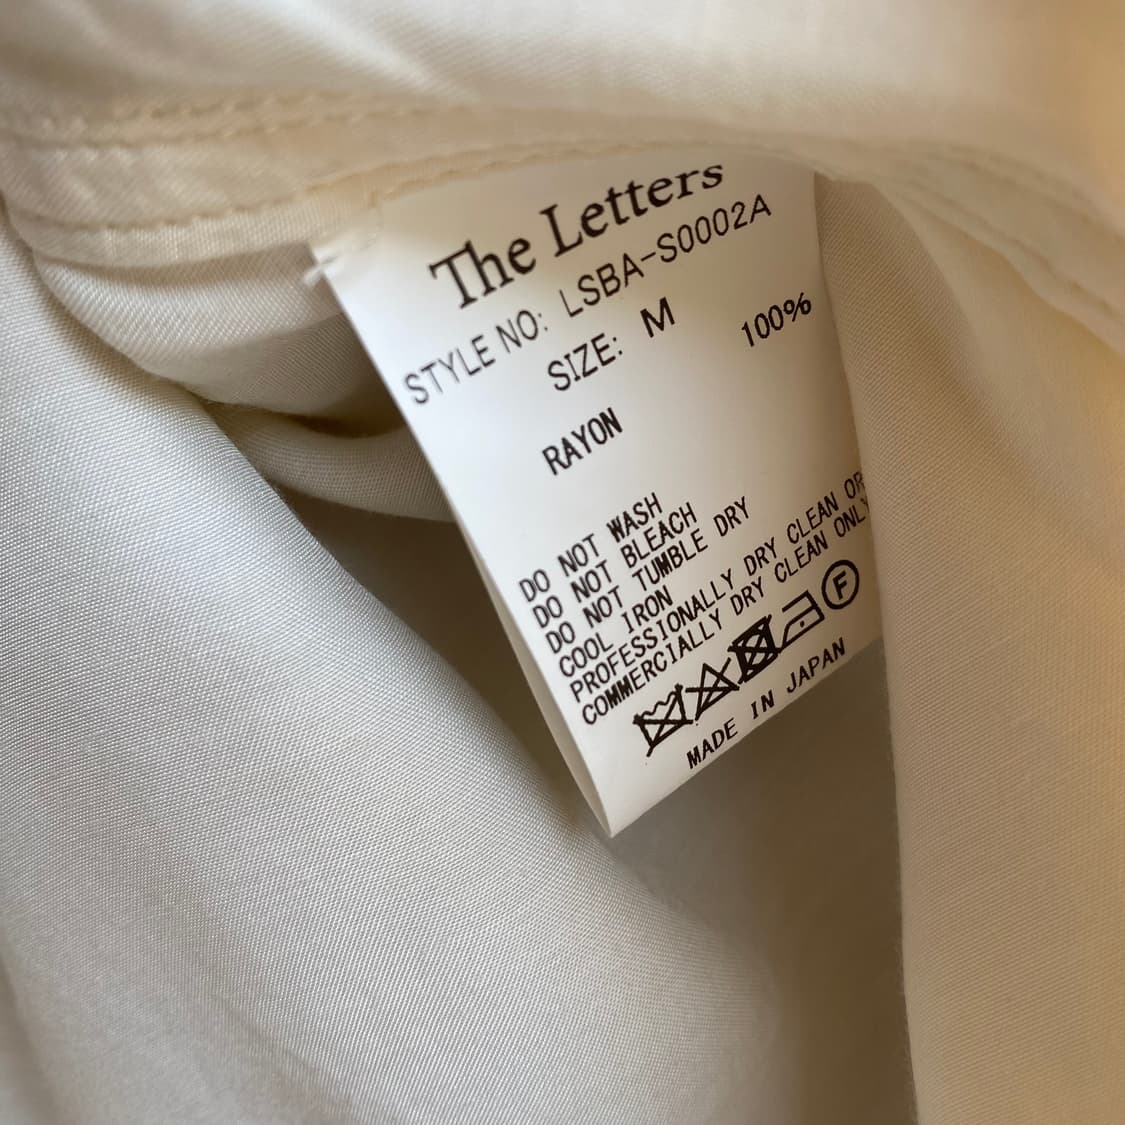 The Letters
STYLE NO: LSBA-S0002A
SIZE: M
RAYON 100%
DO NOT WASH
DO NOT BLEACH
DO NOT TUMBLE DRY
COOL IRON
PROFESSIONALLY DRY CLEAN OR
COMMERCIALLY DRY CLEAN ONLY
F
MADE IN JAPAN